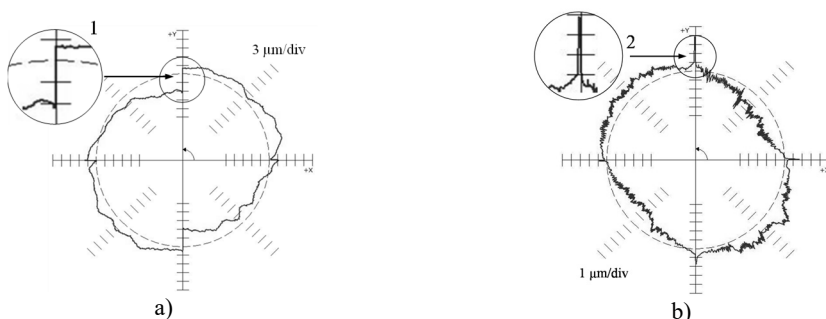 1
+Y
3 μm/div
+X
a)
2
+Y
+X
1 μm/div
b)